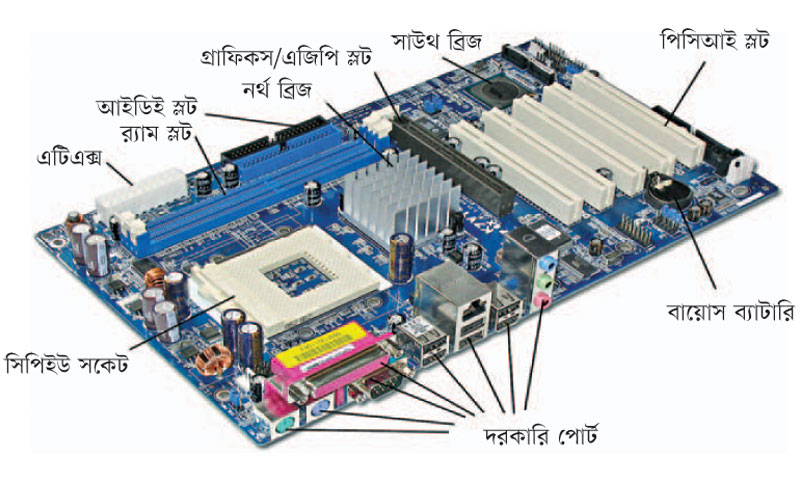 সাউথ ব্রিজ
পিসিআই স্লট
গ্রাফিকস/এজিপি স্লট
নর্থ ব্রিজ
আইডিই স্লট
র‍্যাম স্লট
এটিএক্স
বায়োস ব্যাটারি
সিপিইউ সকেট
দরকারি পোর্ট